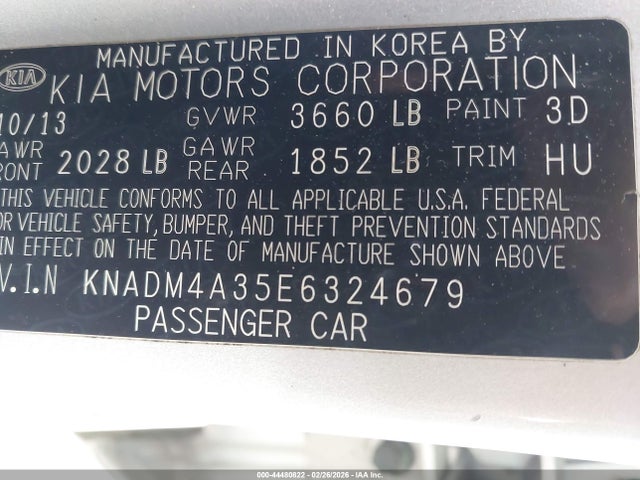 MANUFACTURED IN KOREA BY
KIA KIA MOTORS CORPORATION
10/13 GVWR 3660 LB PAINT 3D
AWR FRONT 2028 LB GAWR REAR 1852 LB TRIM HU
THIS VEHICLE CONFORMS TO ALL APPLICABLE U.S.A. FEDERAL
OR VEHICLE SAFETY, BUMPER, AND THEFT PREVENTION STANDARDS
IN EFFECT ON THE DATE OF MANUFACTURE SHOWN ABOVE
V.I.N KNADM4A35E6324679
PASSENGER CAR
000-44480822 - 02/26/2026 - IAA Inc.